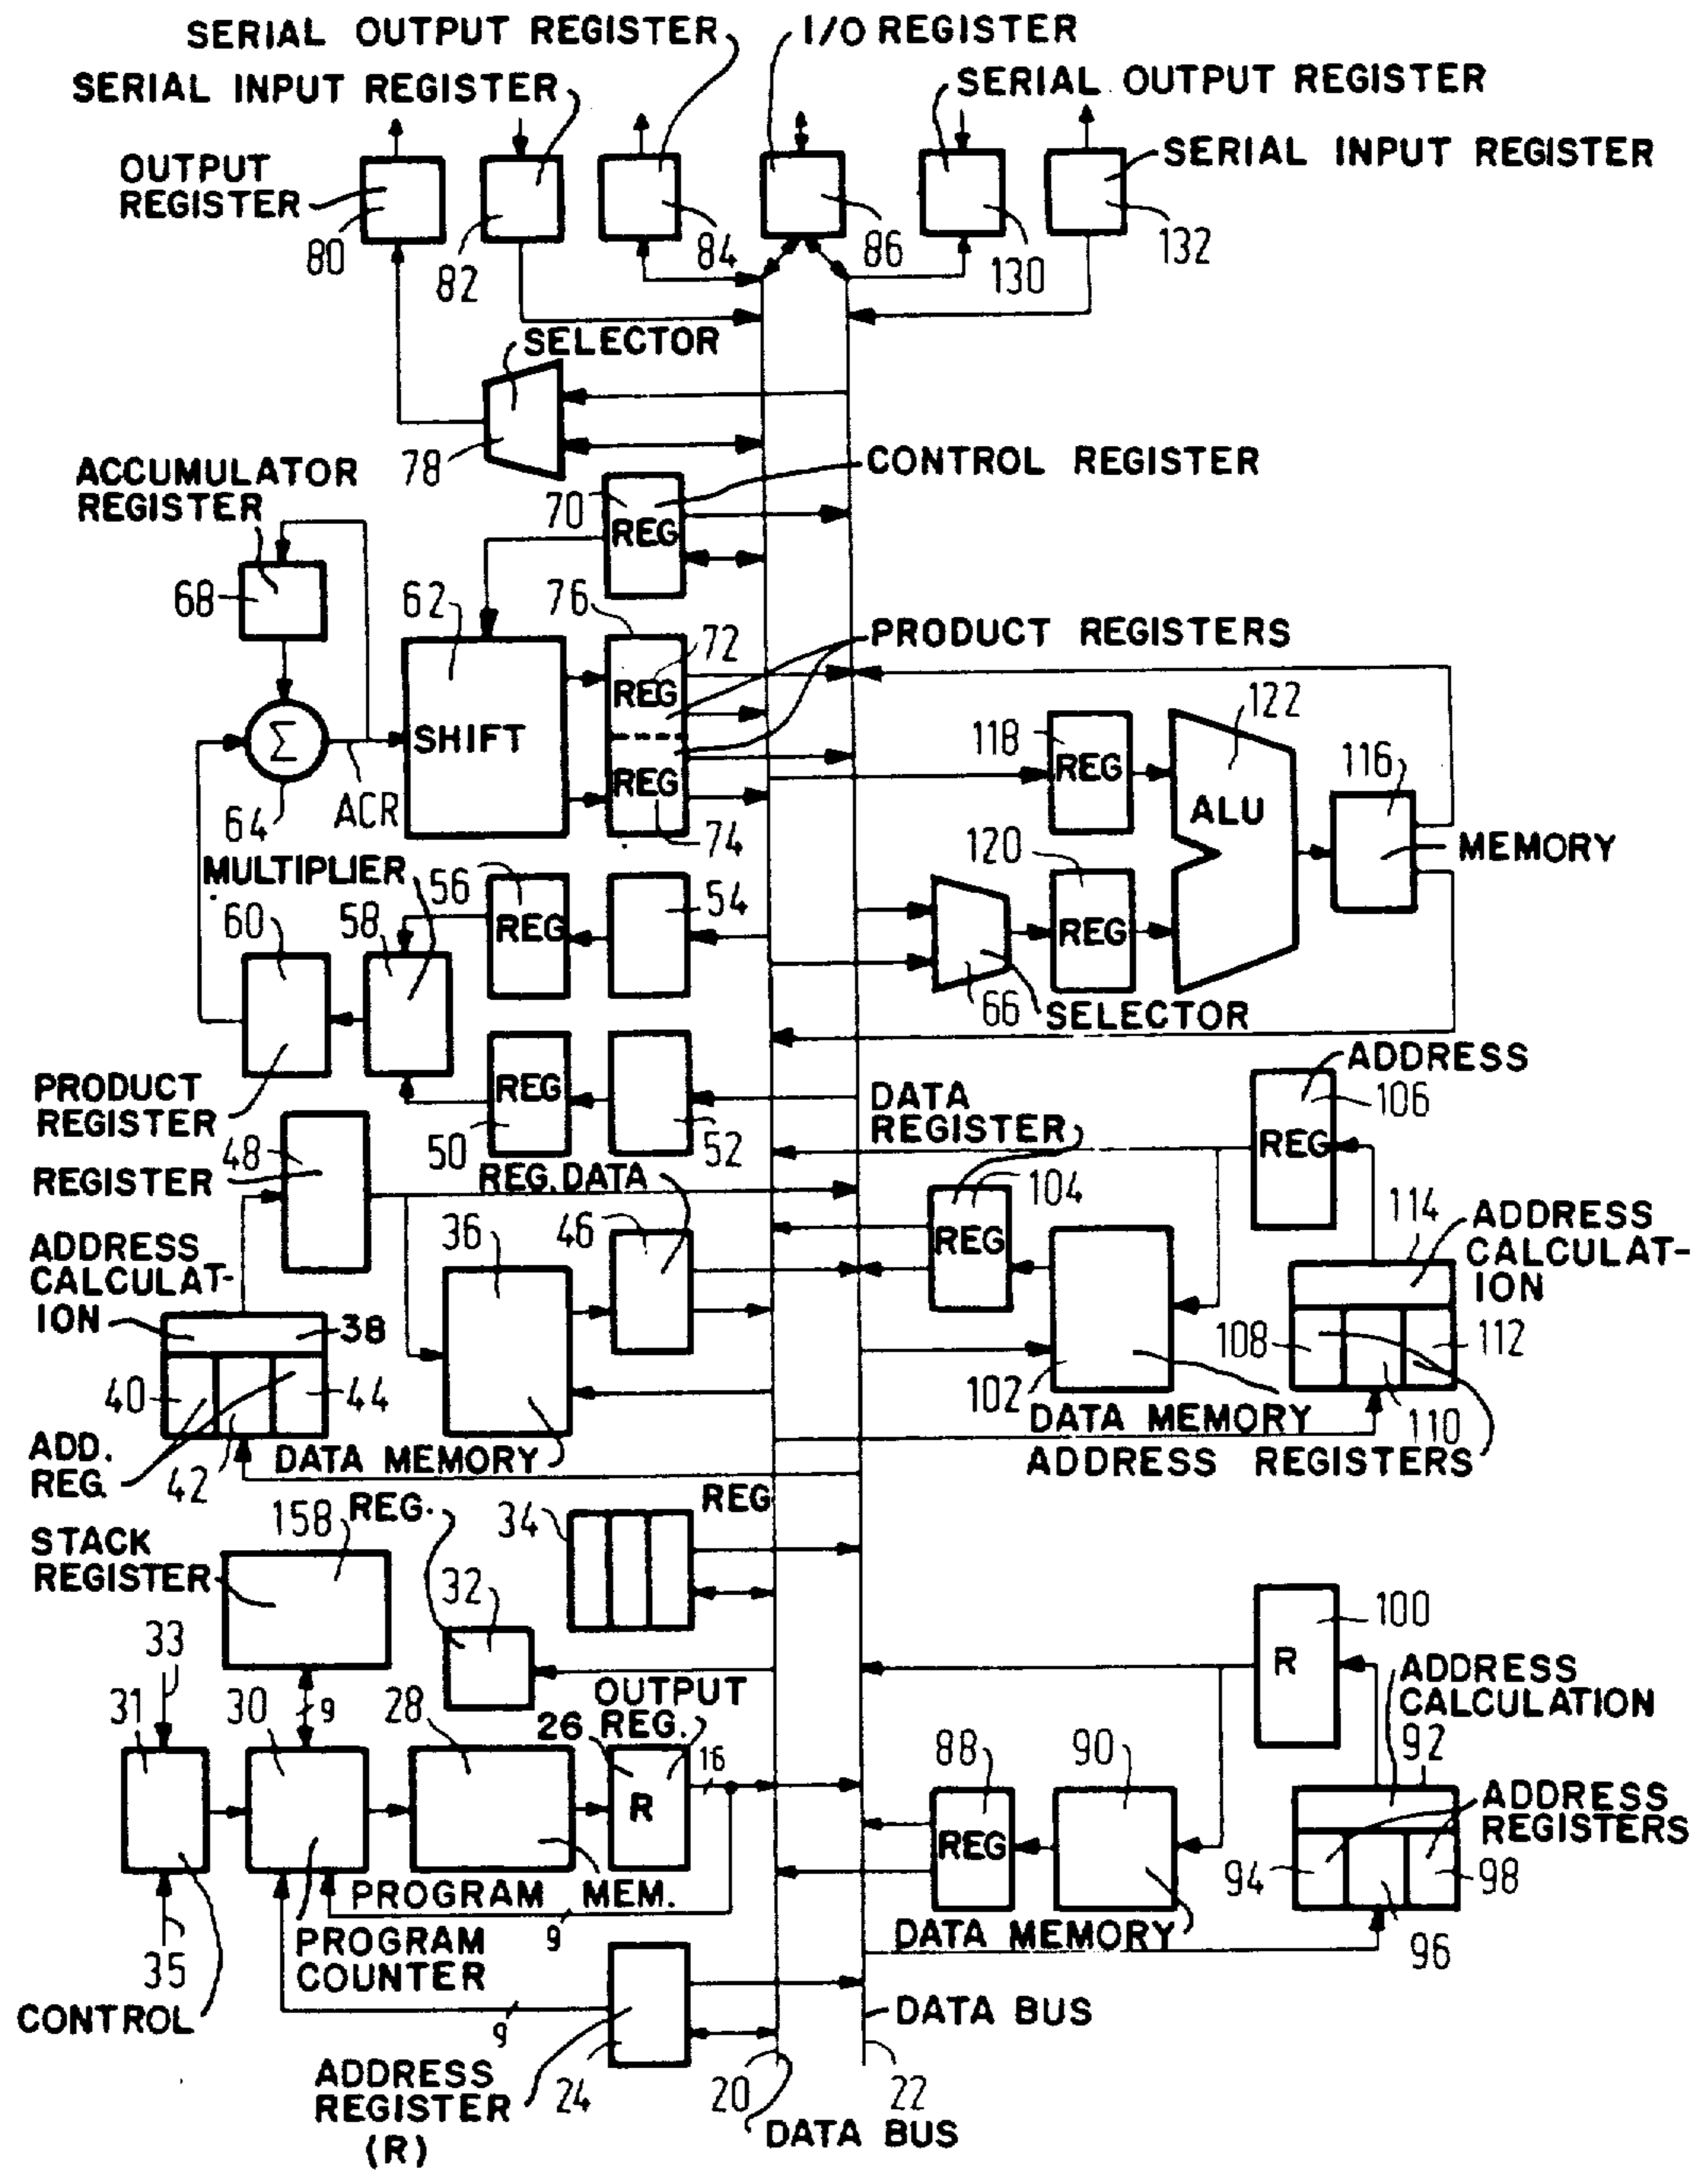 SERIAL OUTPUT REGISTER
I/O REGISTER
SERIAL INPUT REGISTER
SERIAL OUTPUT REGISTER
OUTPUT
REGISTER
SERIAL INPUT REGISTER
80
82
84
86
130
132
SELECTOR
78
ACCUMULATOR
REGISTER
CONTROL REGISTER
70
REG
68
62
76
PRODUCT REGISTERS
72
REG
SHIFT
Σ
64
ACR
REG
74
118
REG
122
ALU
116
MEMORY
120
REG
66
SELECTOR
MULTIPLIER
56
REG
54
60
58
PRODUCT
REGISTER
REG
50
52
ADDRESS
106
REG
DATA
REGISTER
104
REG
48
REGISTER
REG. DATA
36
46
ADDRESS
CALCULAT-
ION
38
40
44
ADD.
REG.
42
DATA MEMORY
114
ADDRESS
CALCULAT-
ION
108
112
102
110
DATA MEMORY
ADDRESS REGISTERS
REG
34
158
REG.
STACK
REGISTER
32
33
31
30
9
28
OUTPUT
REG.
26
R
16
100
R
ADDRESS
CALCULATION
92
88
REG
90
ADDRESS
REGISTERS
94
98
96
DATA MEMORY
PROGRAM MEM.
9
PROGRAM
COUNTER
35
CONTROL
9
ADDRESS
REGISTER
(R)
24
20
22
DATA BUS
DATA BUS